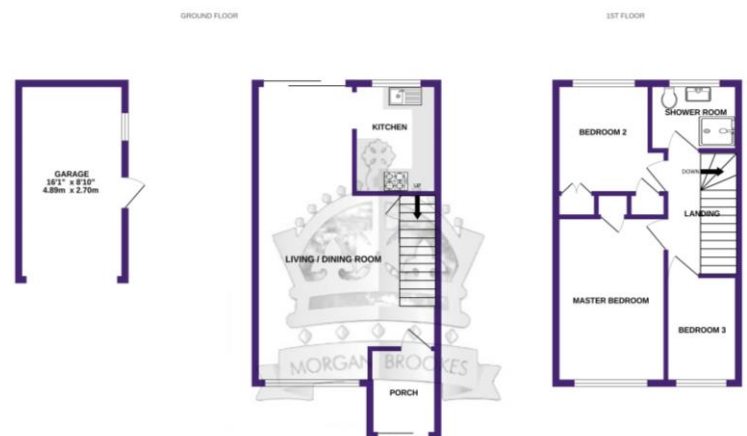 GROUND FLOOR
1ST FLOOR
GARAGE
16'1" x 8'10"
4.89m x 2.70m
KITCHEN
UP
LIVING / DINING ROOM
PORCH
BEDROOM 2
SHOWER ROOM
DOWN
LANDING
MASTER BEDROOM
BEDROOM 3
MORGAN BROOKES